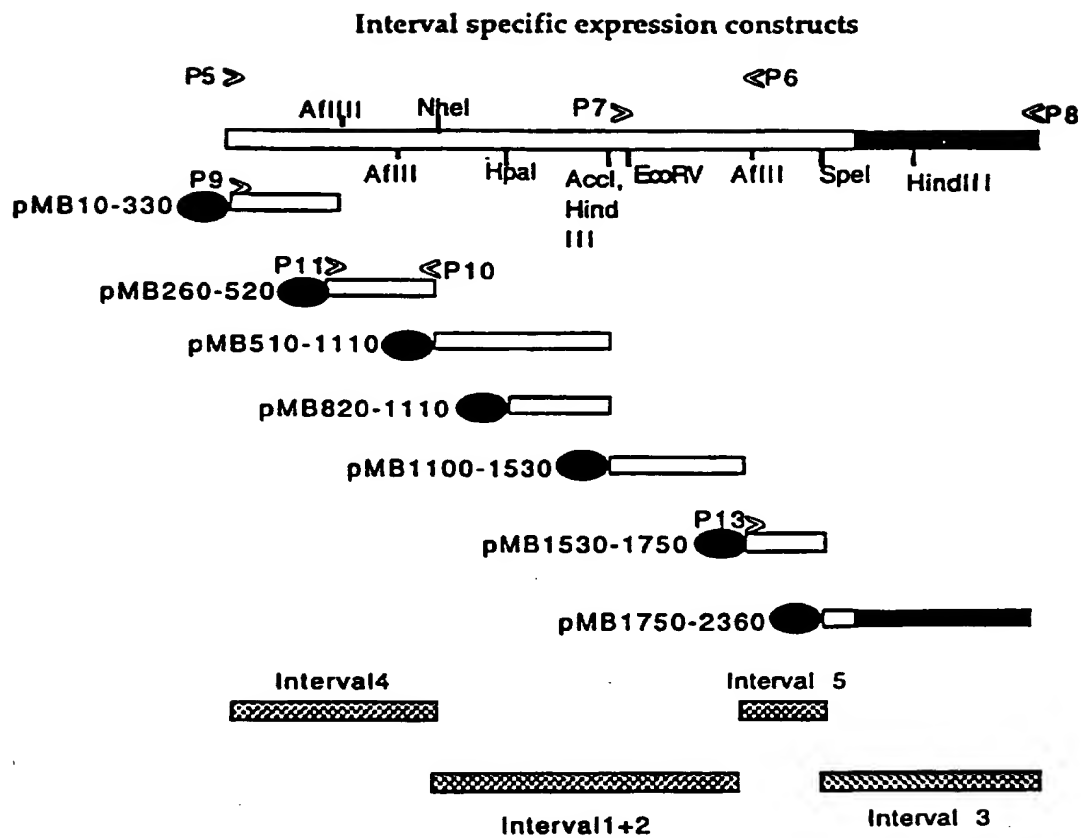 Interval specific expression constructs
P5 P6
AflIII NheI P7 P8
AflII HpaI AccI, EcoRV AflII SpeI HindIII
Hind
III
P9
pMB10-330
P11 P10
pMB260-520
pMB510-1110
pMB820-1110
pMB1100-1530
P13
pMB1530-1750
pMB1750-2360
Interval4 Interval 5
Interval1+2 Interval 3